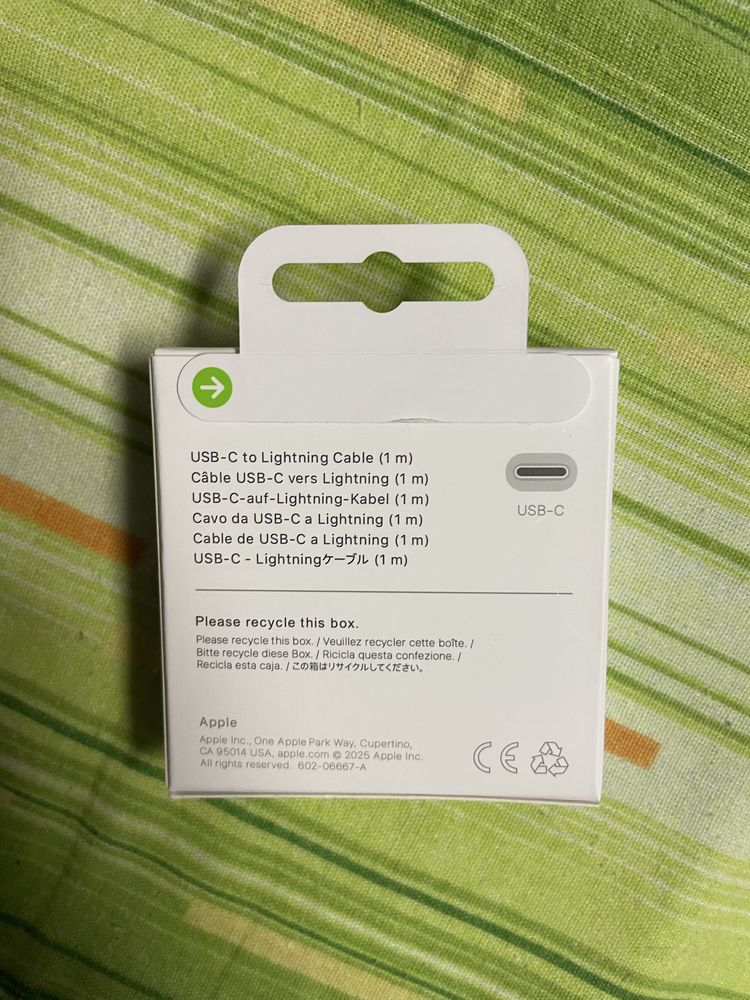 USB-C to Lightning Cable (1 m)
Câble USB-C vers Lightning (1 m)
USB-C-auf-Lightning-Kabel (1 m)
Cavo da USB-C a Lightning (1 m)
Cable de USB-C a Lightning (1 m)
USB-C - Lightningケーブル (1 m)
USB-C
Please recycle this box.
Please recycle this box. / Veuillez recycler cette boîte. /
Bitte recycle diese Box. / Ricicla questa confezione. /
Recicla esta caja. / この箱はリサイクルしてください。
Apple
Apple Inc., One Apple Park Way, Cupertino,
CA 95014 USA, apple.com © 2025 Apple Inc.
All rights reserved. 602-06667-A
CE